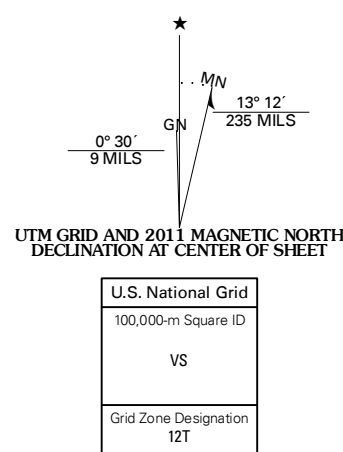 ★
MN
GN
13° 12´
235 MILS
0° 30´
9 MILS
UTM GRID AND 2011 MAGNETIC NORTH
DECLINATION AT CENTER OF SHEET
U.S. National Grid
100,000-m Square ID
VS
Grid Zone Designation
12T